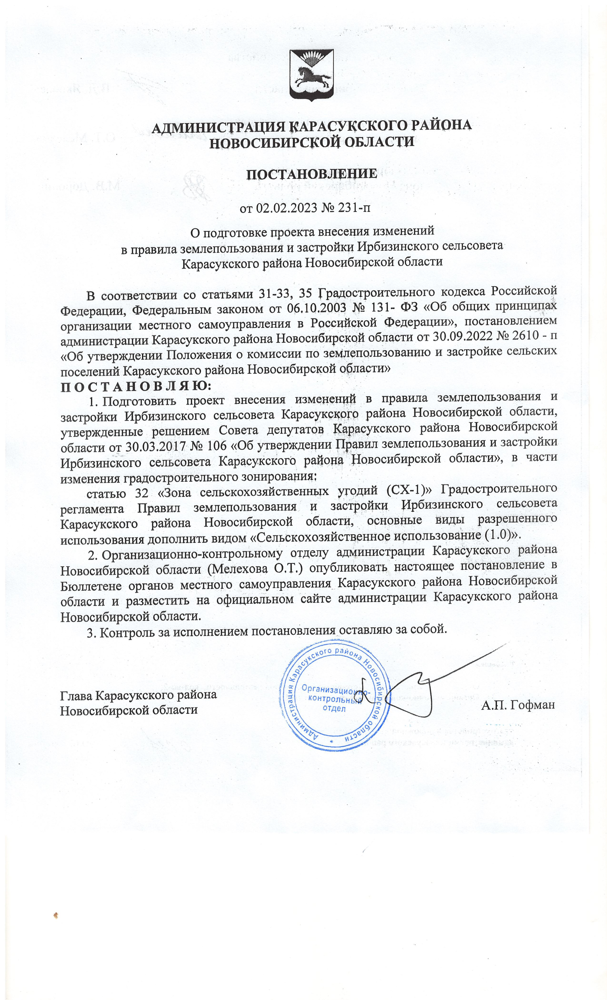 АДМИНИСТРАЦИЯ КАРАСУКСКОГО РАЙОНА
НОВОСИБИРСКОЙ ОБЛАСТИ
ПОСТАНОВЛЕНИЕ
от 02.02.2023 № 231-п
О подготовке проекта внесения изменений
в правила землепользования и застройки Ирбизинского сельсовета
Карасукского района Новосибирской области
В соответствии со статьями 31-33, 35 Градостроительного кодекса Российской
Федерации, Федеральным законом от 06.10.2003 № 131- ФЗ «Об общих принципах
организации местного самоуправления в Российской Федерации», постановлением
администрации Карасукского района Новосибирской области от 30.09.2022 № 2610 - п
«Об утверждении Положения о комиссии по землепользованию и застройке сельских
поселений Карасукского района Новосибирской области»
П О С Т А Н О В Л Я Ю:
1. Подготовить проект внесения изменений в правила землепользования и
застройки Ирбизинского сельсовета Карасукского района Новосибирской области,
утвержденные решением Совета депутатов Карасукского района Новосибирской
области от 30.03.2017 № 106 «Об утверждении Правил землепользования и застройки
Ирбизинского сельсовета Карасукского района Новосибирской области», в части
изменения градостроительного зонирования:
статью 32 «Зона сельскохозяйственных угодий (СХ-1)» Градостроительного
регламента Правил землепользования и застройки Ирбизинского сельсовета
Карасукского района Новосибирской области, основные виды разрешенного
использования дополнить видом «Сельскохозяйственное использование (1.0)».
2. Организационно-контрольному отделу администрации Карасукского района
Новосибирской области (Мелехова О.Т.) опубликовать настоящее постановление в
Бюллетене органов местного самоуправления Карасукского района Новосибирской
области и разместить на официальном сайте администрации Карасукского района
Новосибирской области.
3. Контроль за исполнением постановления оставляю за собой.
Администрация Карасукского района Новосибирской области *
Организационно-
контрольный
отдел
Глава Карасукского района
Новосибирской области
А.П. Гофман